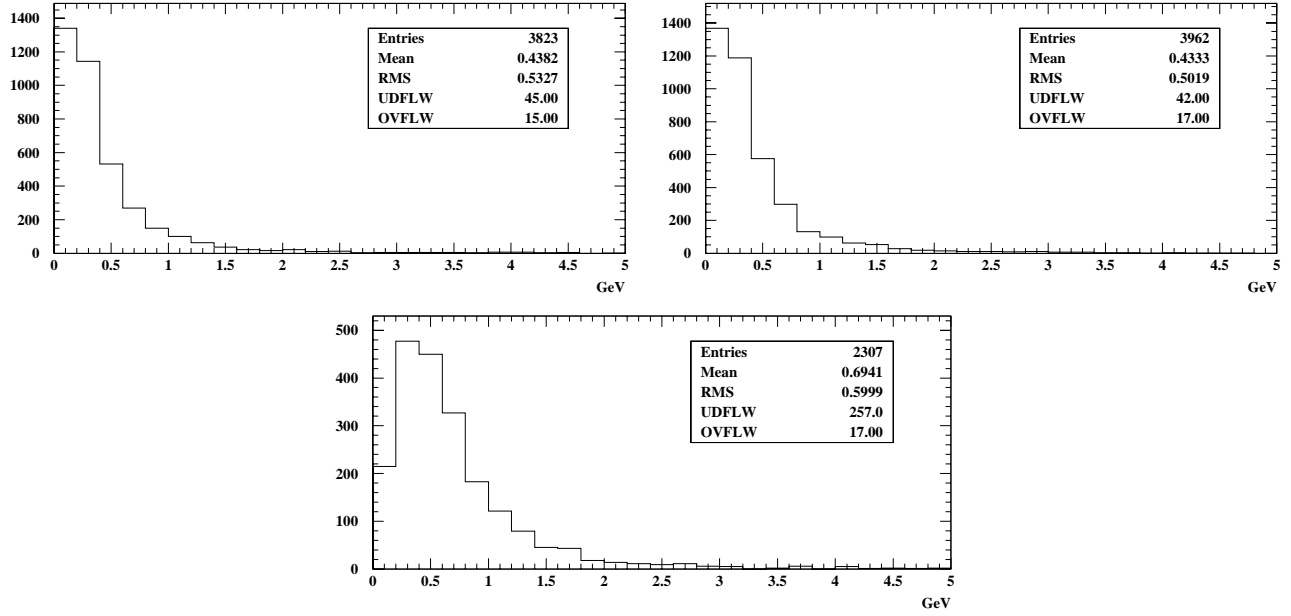 1400
1200
1000
800
600
400
200
0
Entries 3823
Mean 0.4382
RMS 0.5327
UDFLW 45.00
OVFLW 15.00
0 0.5 1 1.5 2 2.5 3 3.5 4 4.5 5
GeV
1400
1200
1000
800
600
400
200
0
Entries 3962
Mean 0.4333
RMS 0.5019
UDFLW 42.00
OVFLW 17.00
0 0.5 1 1.5 2 2.5 3 3.5 4 4.5 5
GeV
500
400
300
200
100
0
Entries 2307
Mean 0.6941
RMS 0.5999
UDFLW 257.0
OVFLW 17.00
0 0.5 1 1.5 2 2.5 3 3.5 4 4.5 5
GeV